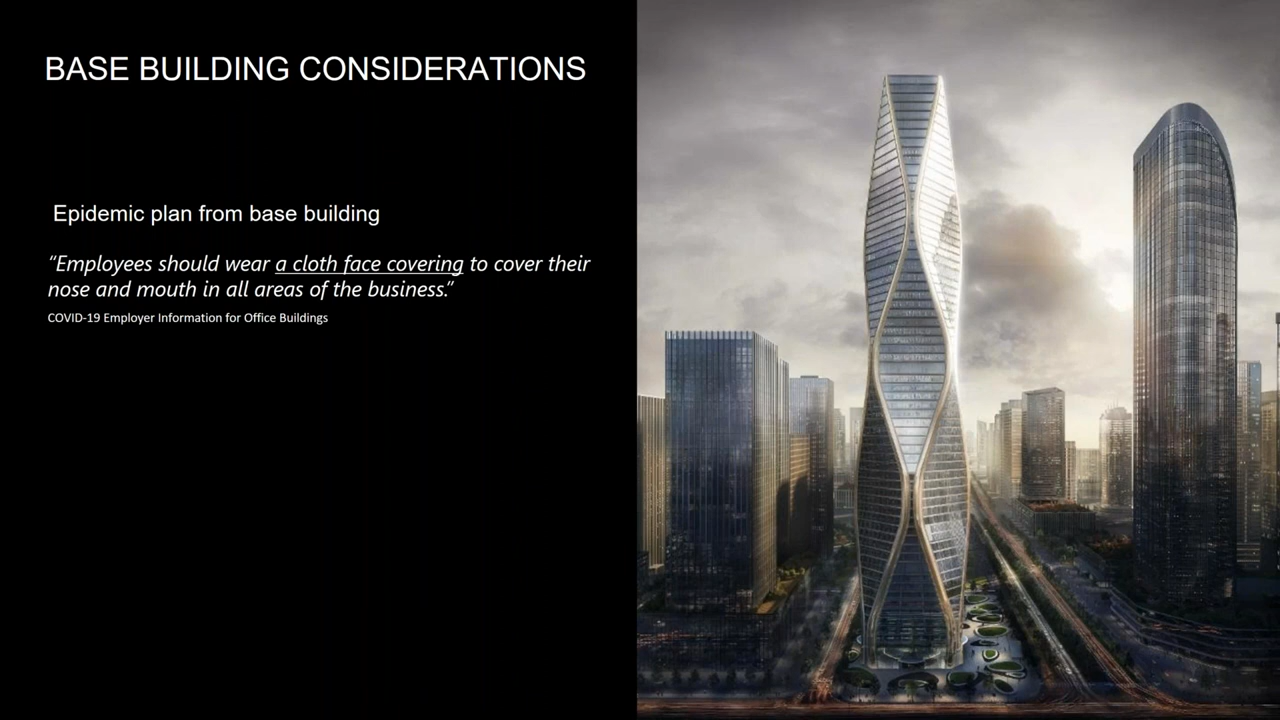 BASE BUILDING CONSIDERATIONS
Epidemic plan from base building
“Employees should wear a cloth face covering to cover their
nose and mouth in all areas of the business.”
COVID-19 Employer Information for Office Buildings